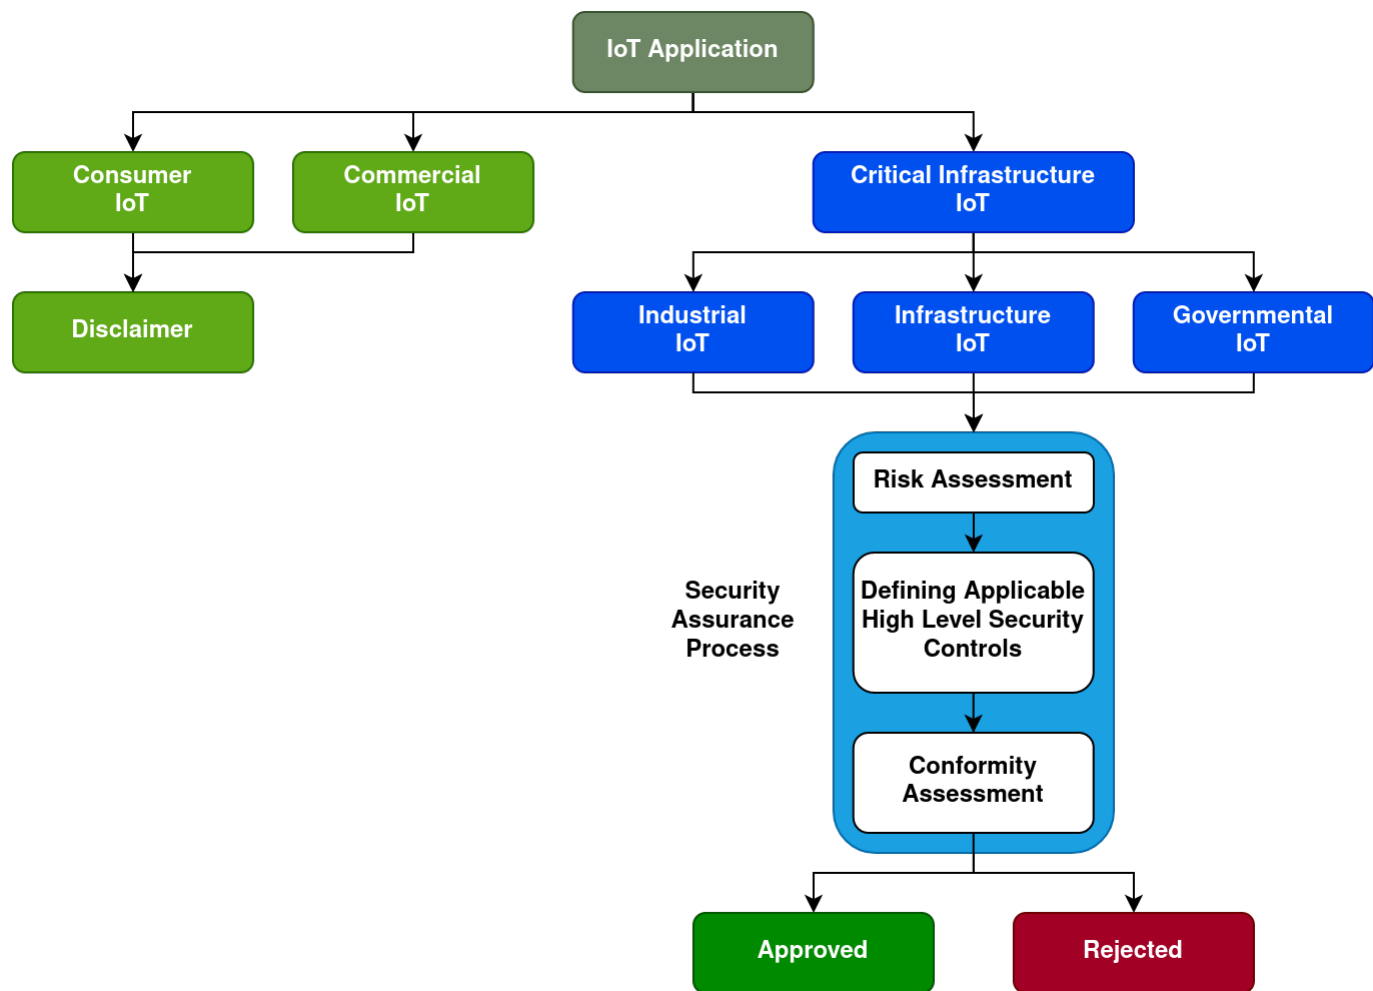 IoT Application
Consumer
IoT
Commercial
IoT
Critical Infrastructure
IoT
Disclaimer
Industrial
IoT
Infrastructure
IoT
Governmental
IoT
Risk Assessment
Security
Assurance
Process
Defining Applicable
High Level Security
Controls
Conformity
Assessment
Approved
Rejected